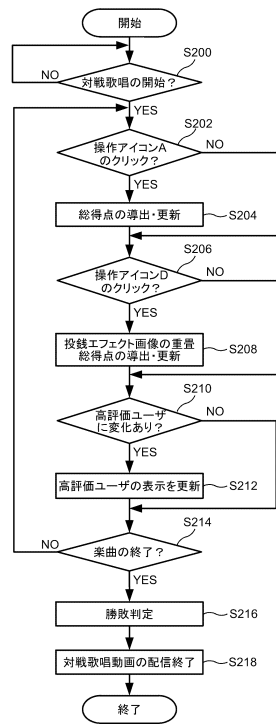 開始
S200
対戦歌唱の開始？
NO
YES
S202
操作アイコンA
のクリック？
NO
YES
総得点の導出・更新
S204
S206
操作アイコンD
のクリック？
NO
YES
投銭エフェクト画像の重畳
総得点の導出・更新
S208
S210
高評価ユーザ
に変化あり？
NO
YES
高評価ユーザの表示を更新
S212
S214
楽曲の終了？
NO
YES
勝敗判定
S216
対戦歌唱動画の配信終了
S218
終了